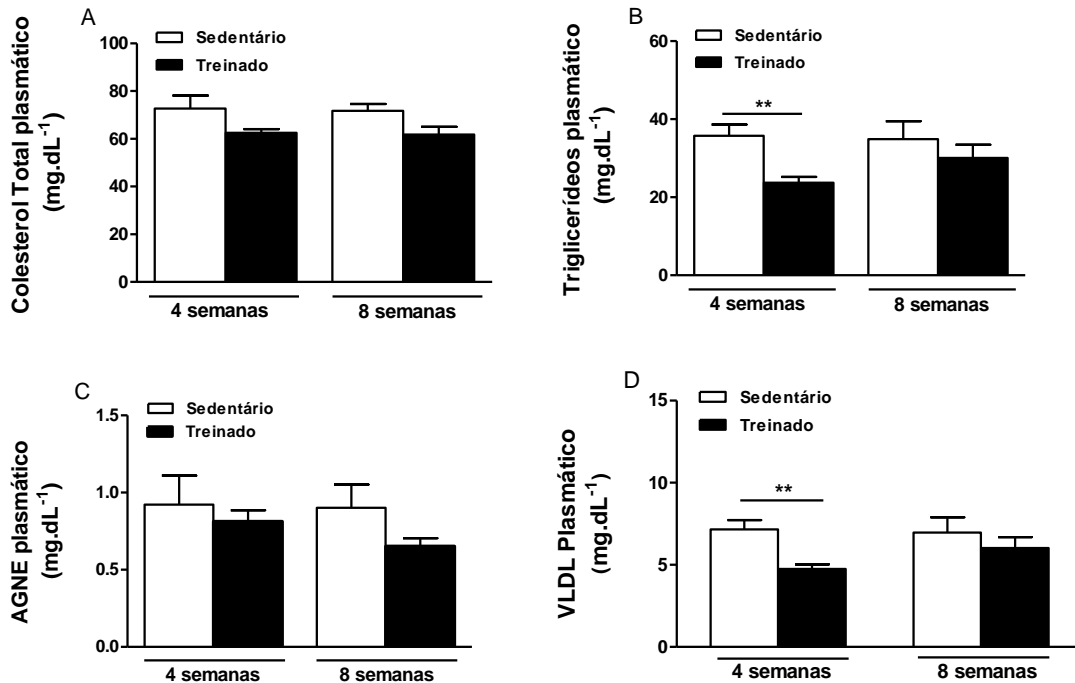 A
Colesterol Total plasmático
(mg.dL⁻¹)
Sedentário
Treinado
100
80
60
40
20
0
4 semanas
8 semanas
B
Triglicerídeos plasmático
(mg.dL⁻¹)
Sedentário
Treinado
60
40
20
0
**
4 semanas
8 semanas
C
AGNE plasmático
(mg.dL⁻¹)
Sedentário
Treinado
1.5
1.0
0.5
0.0
4 semanas
8 semanas
D
VLDL Plasmático
(mg.dL⁻¹)
Sedentário
Treinado
15
10
5
0
**
4 semanas
8 semanas